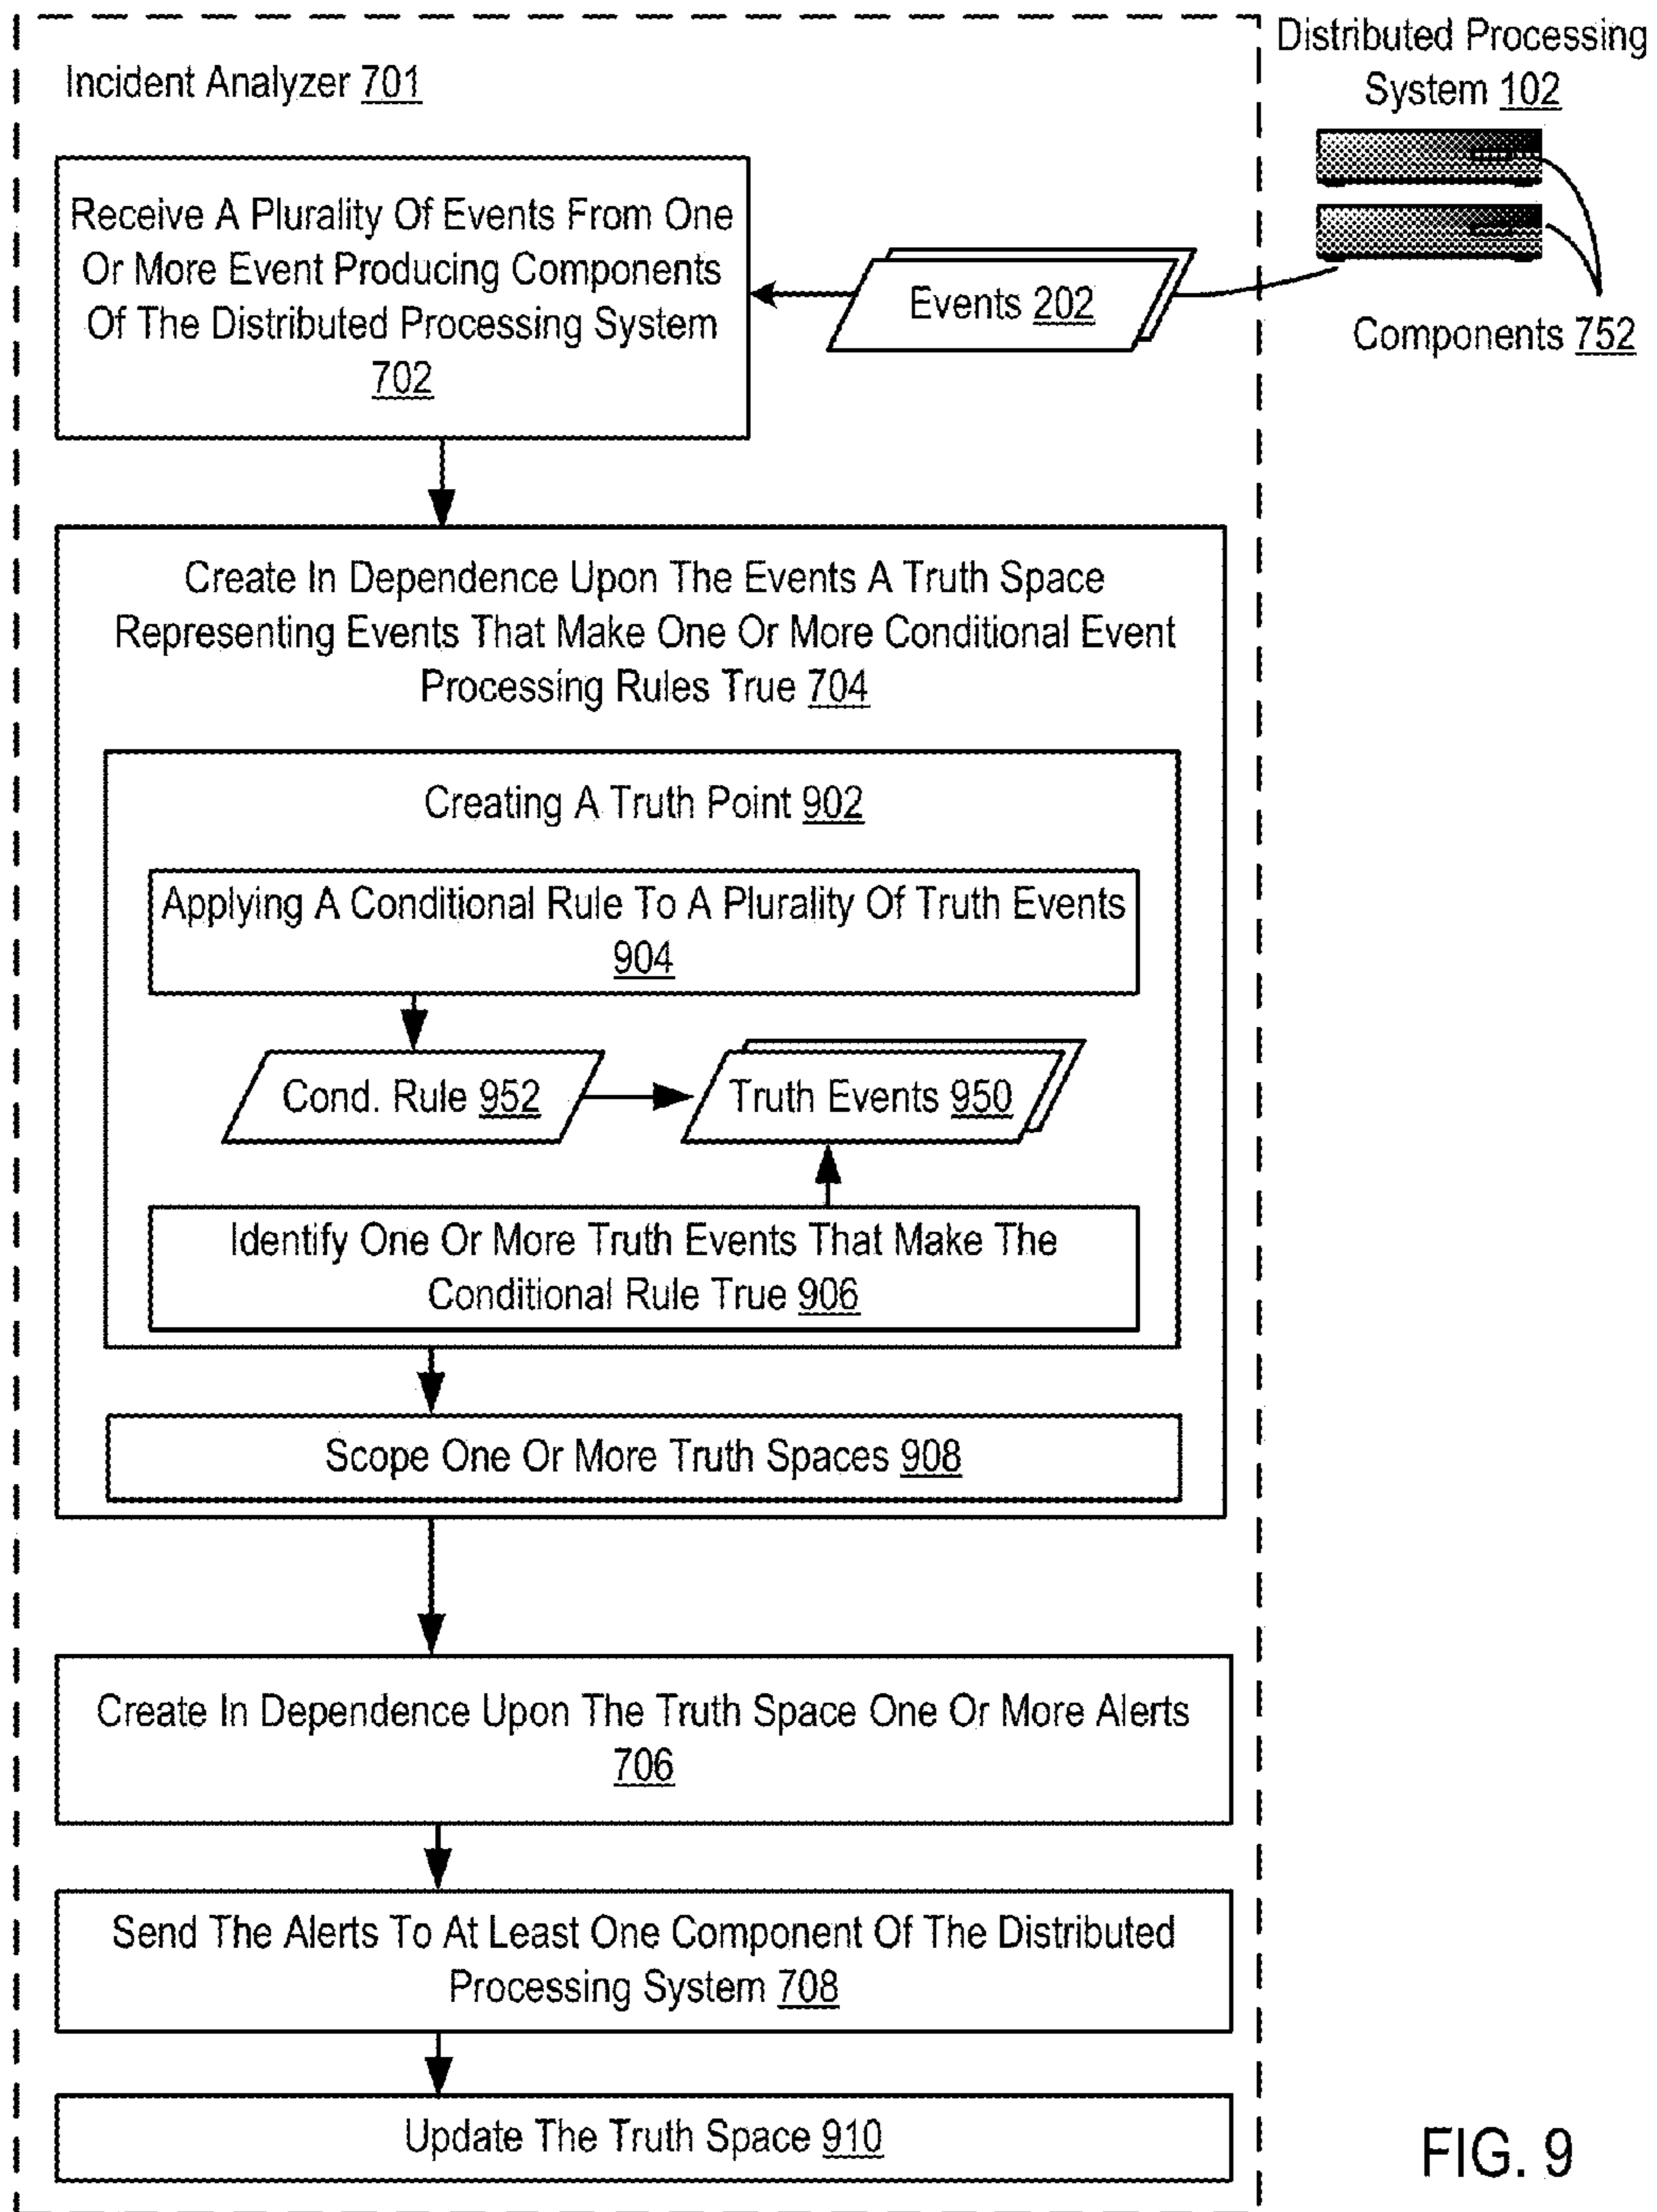 Distributed Processing
System 102
Incident Analyzer 701
Receive A Plurality Of Events From One
Or More Event Producing Components
Of The Distributed Processing System
702
Events 202
Components 752
Create In Dependence Upon The Events A Truth Space
Representing Events That Make One Or More Conditional Event
Processing Rules True 704
Creating A Truth Point 902
Applying A Conditional Rule To A Plurality Of Truth Events
904
Cond. Rule 952
Truth Events 950
Identify One Or More Truth Events That Make The
Conditional Rule True 906
Scope One Or More Truth Spaces 908
Create In Dependence Upon The Truth Space One Or More Alerts
706
Send The Alerts To At Least One Component Of The Distributed
Processing System 708
Update The Truth Space 910
FIG. 9